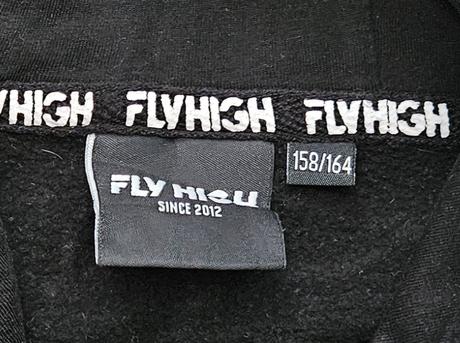 FLYHIGH FLYHIGH FLYHIGH
FLY HIGH
SINCE 2012
158/164